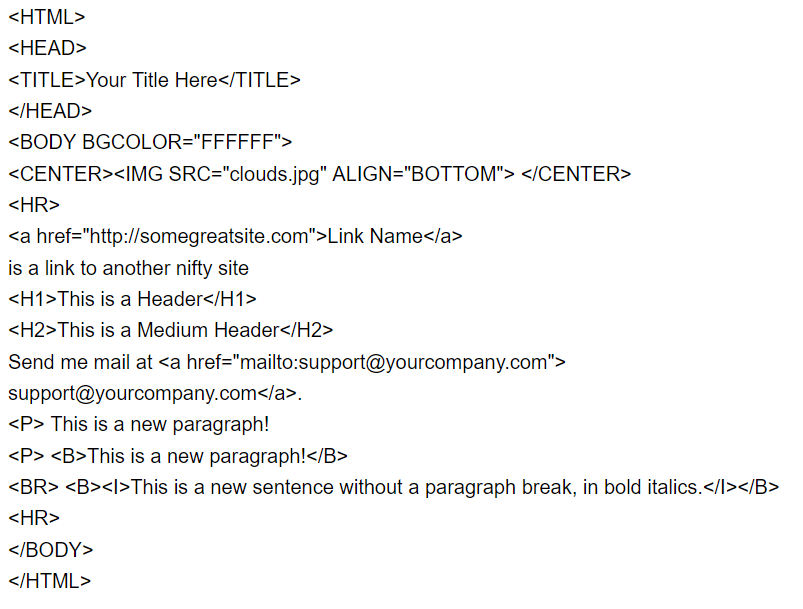 <HTML>
<HEAD>
<TITLE>Your Title Here</TITLE>
</HEAD>
<BODY BGCOLOR="FFFFFF">
<CENTER><IMG SRC="clouds.jpg" ALIGN="BOTTOM"> </CENTER>
<HR>
<a href="http://somegreatsite.com">Link Name</a>
is a link to another nifty site
<H1>This is a Header</H1>
<H2>This is a Medium Header</H2>
Send me mail at <a href="mailto:support@yourcompany.com">
support@yourcompany.com</a>.
<P> This is a new paragraph!
<P> <B>This is a new paragraph!</B>
<BR> <B><I>This is a new sentence without a paragraph break, in bold italics.</I></B>
<HR>
</BODY>
</HTML>